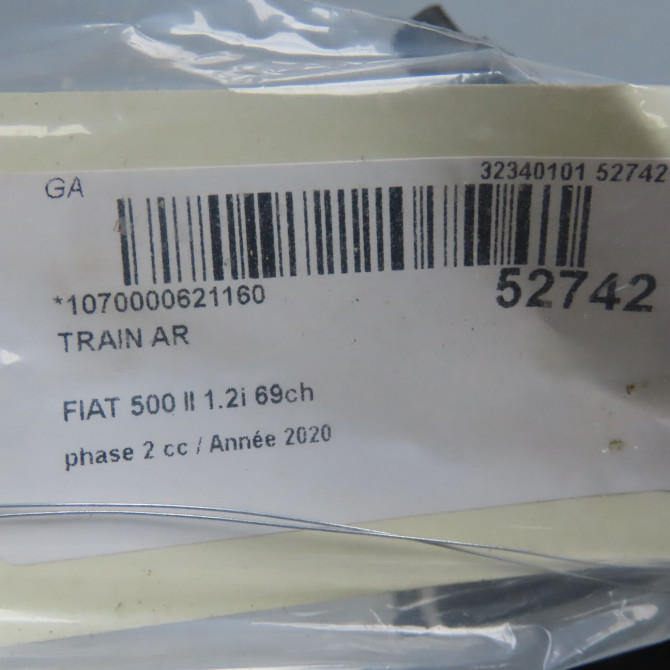 GA
32340101 52742
*1070000621160
52742
TRAIN AR
FIAT 500 II 1.2i 69ch
phase 2 cc / Année 2020